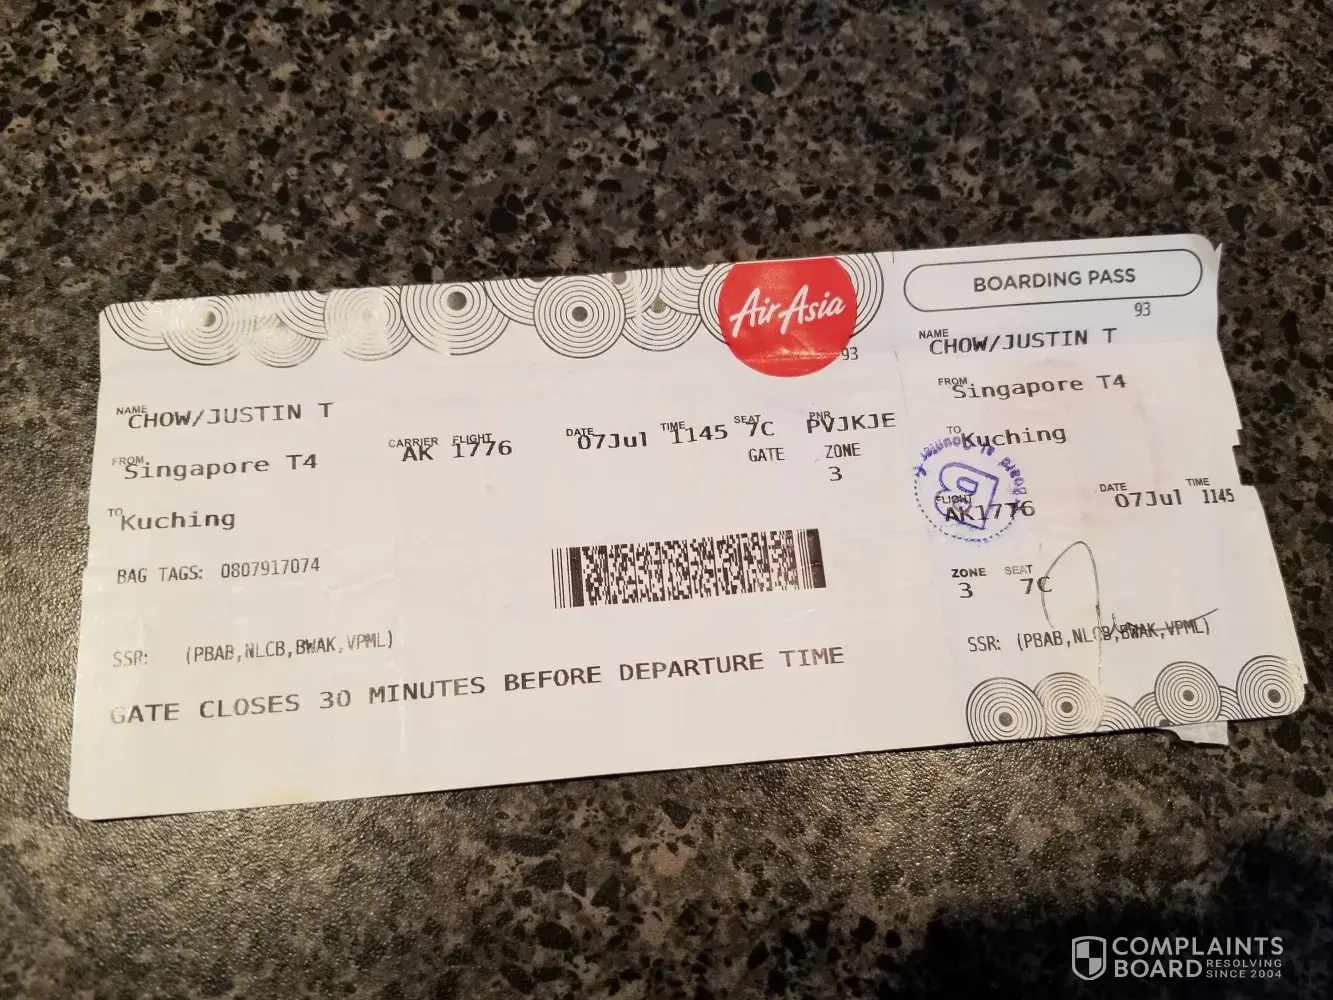 AirAsia
93
NAME
CHOW/JUSTIN T
FROM
Singapore T4
TO
Kuching
CARRIER FLIGHT DATE TIME SEAT PNR
AK 1776 07Jul 1145 7C PVJKJE
GATE ZONE
3
BAG TAGS: 0807917074
SSR: (PBAB,NLCB,BWAK,VPML)
GATE CLOSES 30 MINUTES BEFORE DEPARTURE TIME
BOARDING PASS
93
NAME
CHOW/JUSTIN T
FROM
Singapore T4
TO
Kuching
FLIGHT DATE TIME
AK1776 07Jul 1145
ZONE SEAT
3 7C
SSR: (PBAB,NLCB,BWAK,VPML)
COMPLAINTS
BOARD RESOLVING
SINCE 2004